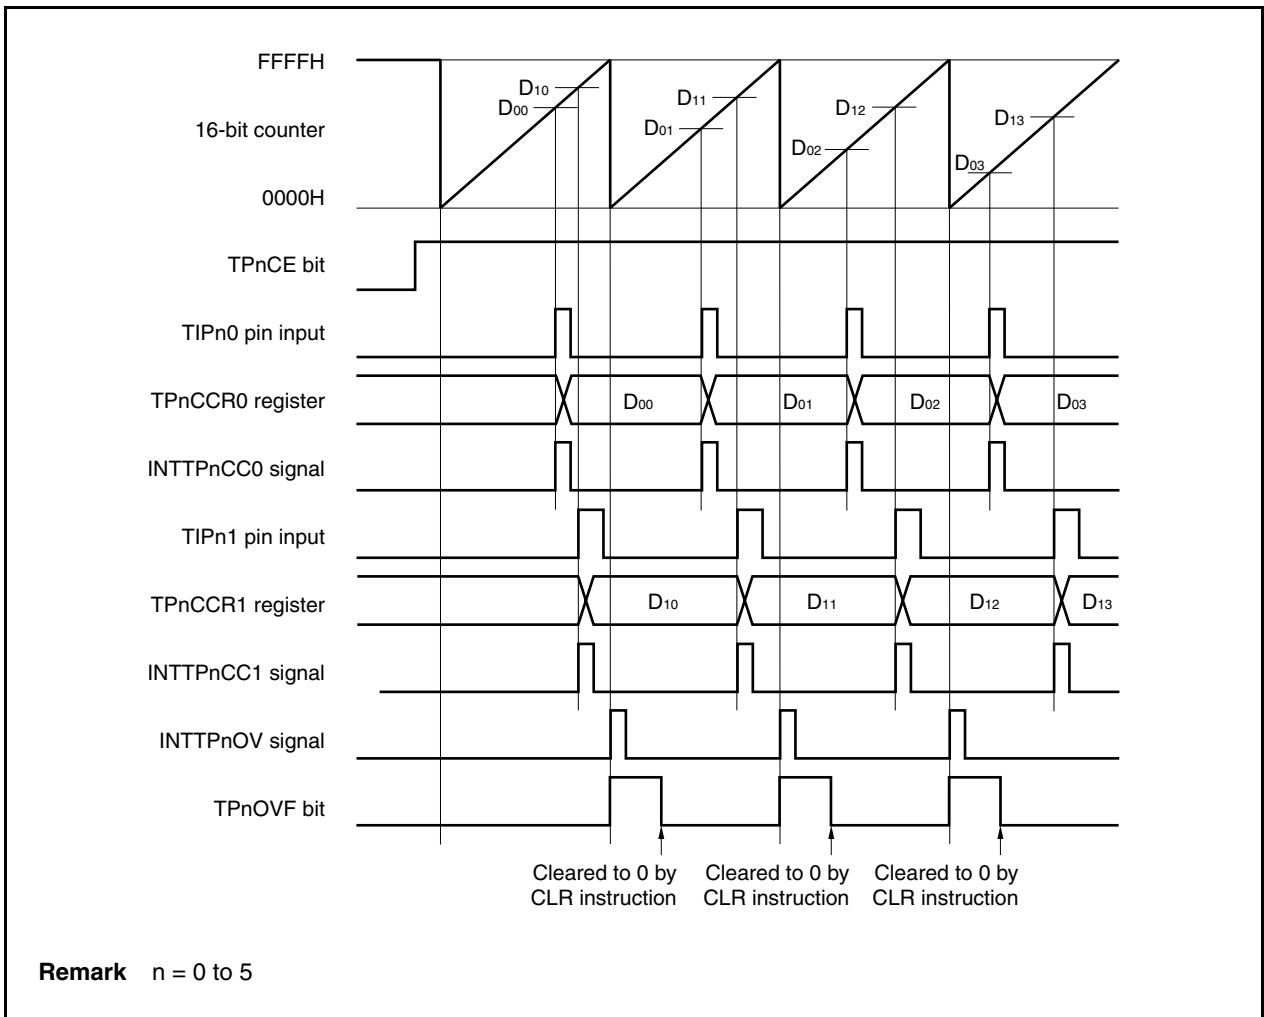 FFFFH
D10
D00
D11
D01
D12
D02
D13
D03
16-bit counter
0000H
TPnCE bit
TIPn0 pin input
TPnCCR0 register
D00
D01
D02
D03
INTTPnCC0 signal
TIPn1 pin input
TPnCCR1 register
D10
D11
D12
D13
INTTPnCC1 signal
INTTPnOV signal
TPnOVF bit
Cleared to 0 by
CLR instruction
Cleared to 0 by
CLR instruction
Cleared to 0 by
CLR instruction
Remark n = 0 to 5